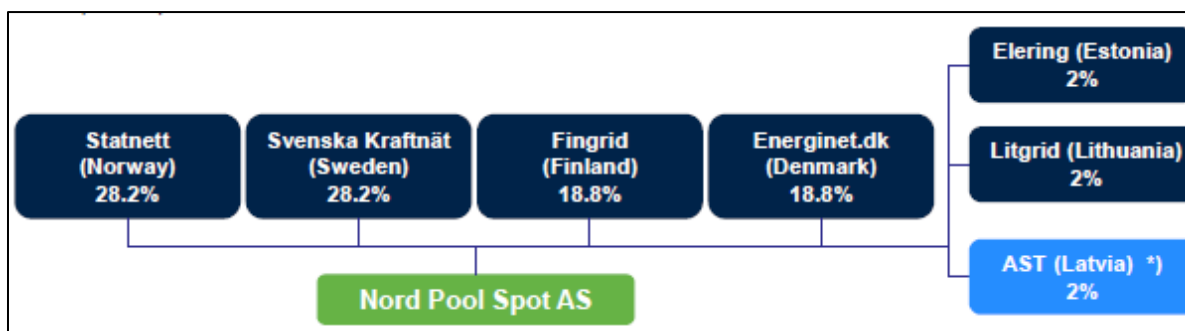 Statnett
(Norway)
28.2%
Svenska Kraftnät
(Sweden)
28.2%
Fingrid
(Finland)
18.8%
Energinet.dk
(Denmark)
18.8%
Elering (Estonia)
2%
Litgrid (Lithuania)
2%
AST (Latvia) *)
2%
Nord Pool Spot AS